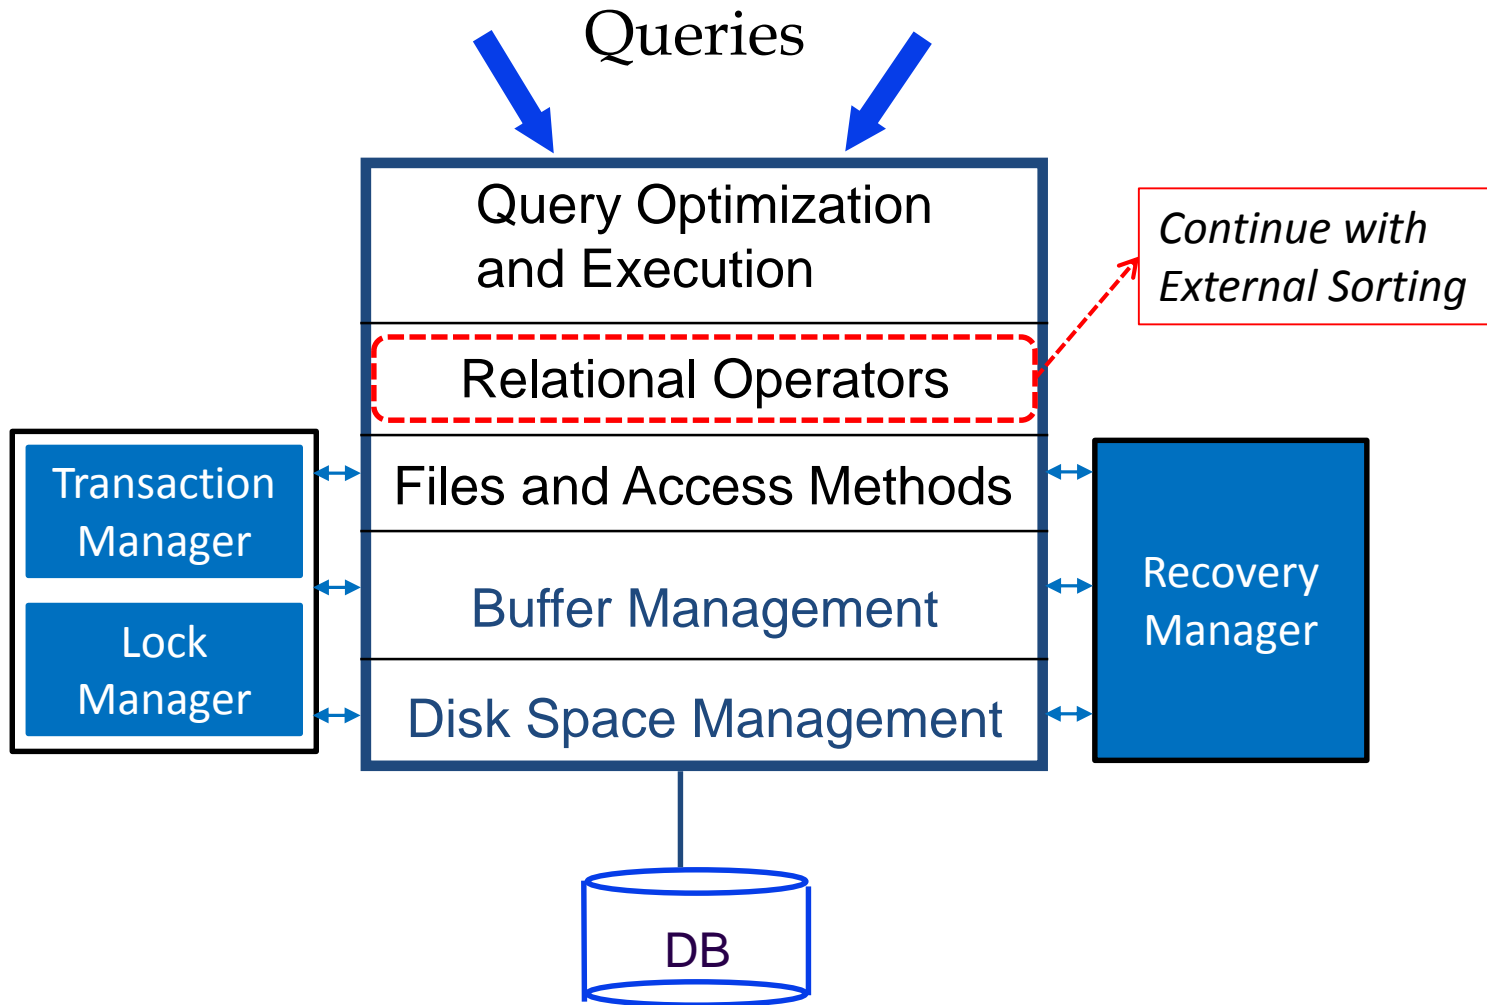 Queries
Query Optimization
and Execution
Continue with
External Sorting
Relational Operators
Transaction
Manager
Files and Access Methods
Recovery
Manager
Buffer Management
Lock
Manager
Disk Space Management
DB